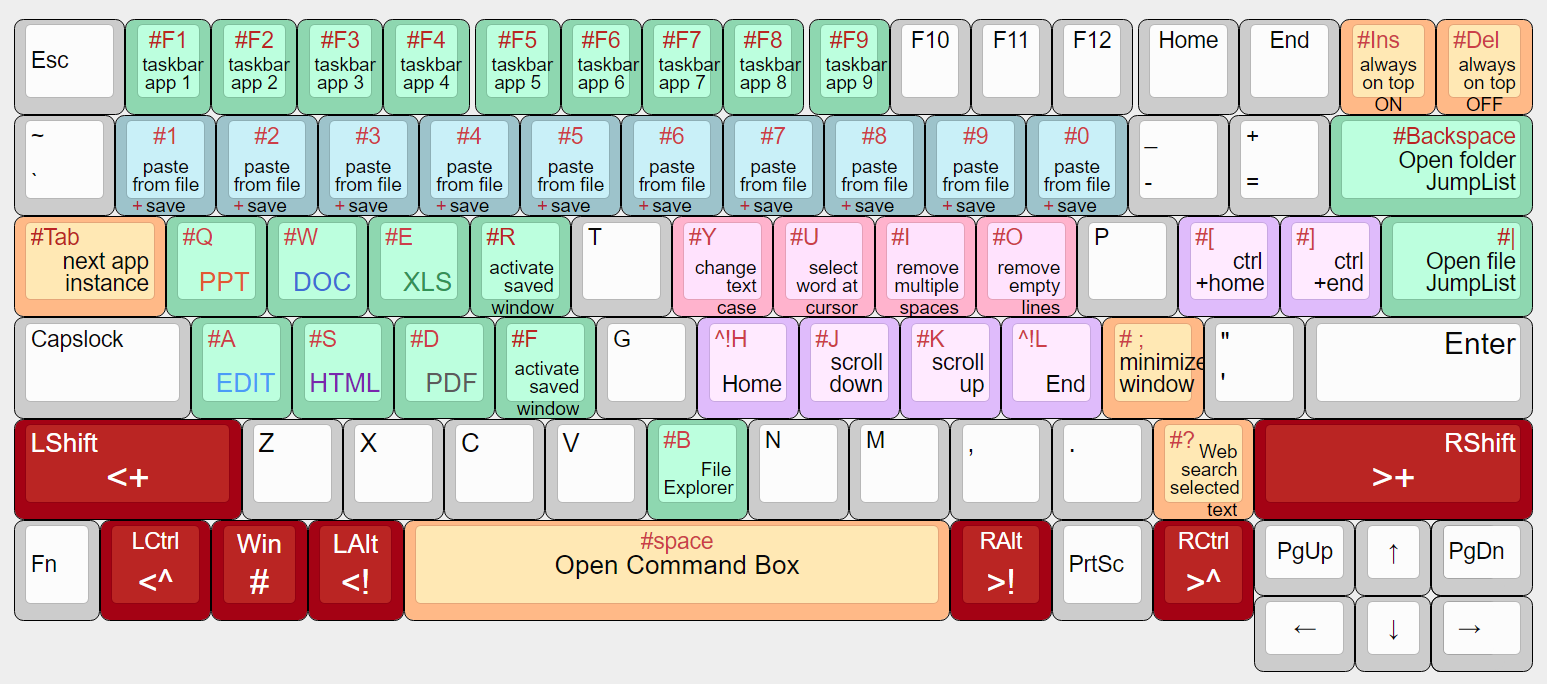 Esc
#F1
taskbar
app 1
#F2
taskbar
app 2
#F3
taskbar
app 3
#F4
taskbar
app 4
#F5
taskbar
app 5
#F6
taskbar
app 6
#F7
taskbar
app 7
#F8
taskbar
app 8
#F9
taskbar
app 9
F10
F11
F12
Home
End
#Ins
always
on top
ON
#Del
always
on top
OFF
~
`
#1
paste
from file
+ save
#2
paste
from file
+ save
#3
paste
from file
+ save
#4
paste
from file
+ save
#5
paste
from file
+ save
#6
paste
from file
+ save
#7
paste
from file
+ save
#8
paste
from file
+ save
#9
paste
from file
+ save
#0
paste
from file
+ save
_
-
+
=
#Backspace
Open folder
JumpList
#Tab
next app
instance
#Q
PPT
#W
DOC
#E
XLS
#R
activate
saved
window
T
#Y
change
text
case
#U
select
word at
cursor
#I
remove
multiple
spaces
#O
remove
empty
lines
P
#[
ctrl
+home
#]
ctrl
+end
#|
Open file
JumpList
Capslock
#A
EDIT
#S
HTML
#D
PDF
#F
activate
saved
window
G
^!H
Home
#J
scroll
down
#K
scroll
up
^!L
End
# ;
minimize
window
"
'
Enter
LShift
<+
Z
X
C
V
#B
File
Explorer
N
M
,
.
#?
Web
search
selected
text
RShift
>+
Fn
LCtrl
<^
Win
#
LAlt
<!
#space
Open Command Box
RAlt
>!
PrtSc
RCtrl
>^
PgUp
↑
PgDn
←
↓
→